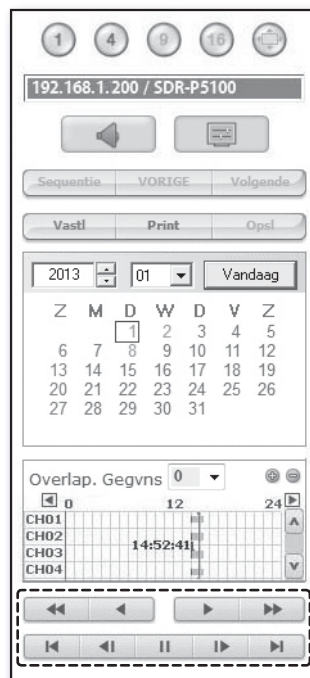 1 4 9 16
192.168.1.200 / SDR-P5100
Sequentie VORIGE Volgende
Vastl Print Opsl
2013 01 Vandaag
Z M D W D V Z
1 2 3 4 5
6 7 8 9 10 11 12
13 14 15 16 17 18 19
20 21 22 23 24 25 26
27 28 29 30 31
Overlap. Gegvns 0
0 12 24
CH01
CH02
14:52:41
CH03
CH04